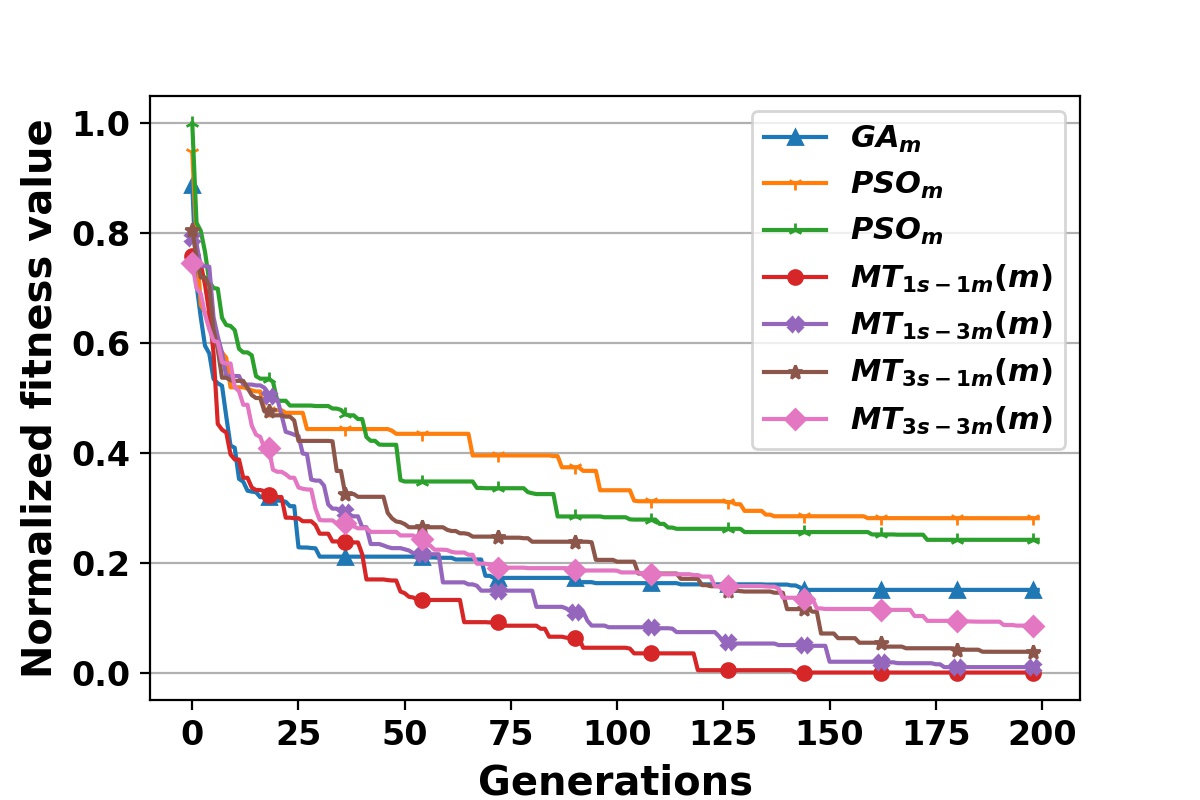 Normalized fitness value
1.0
0.8
0.6
0.4
0.2
0.0
GAₘ
PSOₘ
PSOₘ
MT₁ₛ₋₁ₘ(m)
MT₁ₛ₋₃ₘ(m)
MT₃ₛ₋₁ₘ(m)
MT₃ₛ₋₃ₘ(m)
0 25 50 75 100 125 150 175 200
Generations